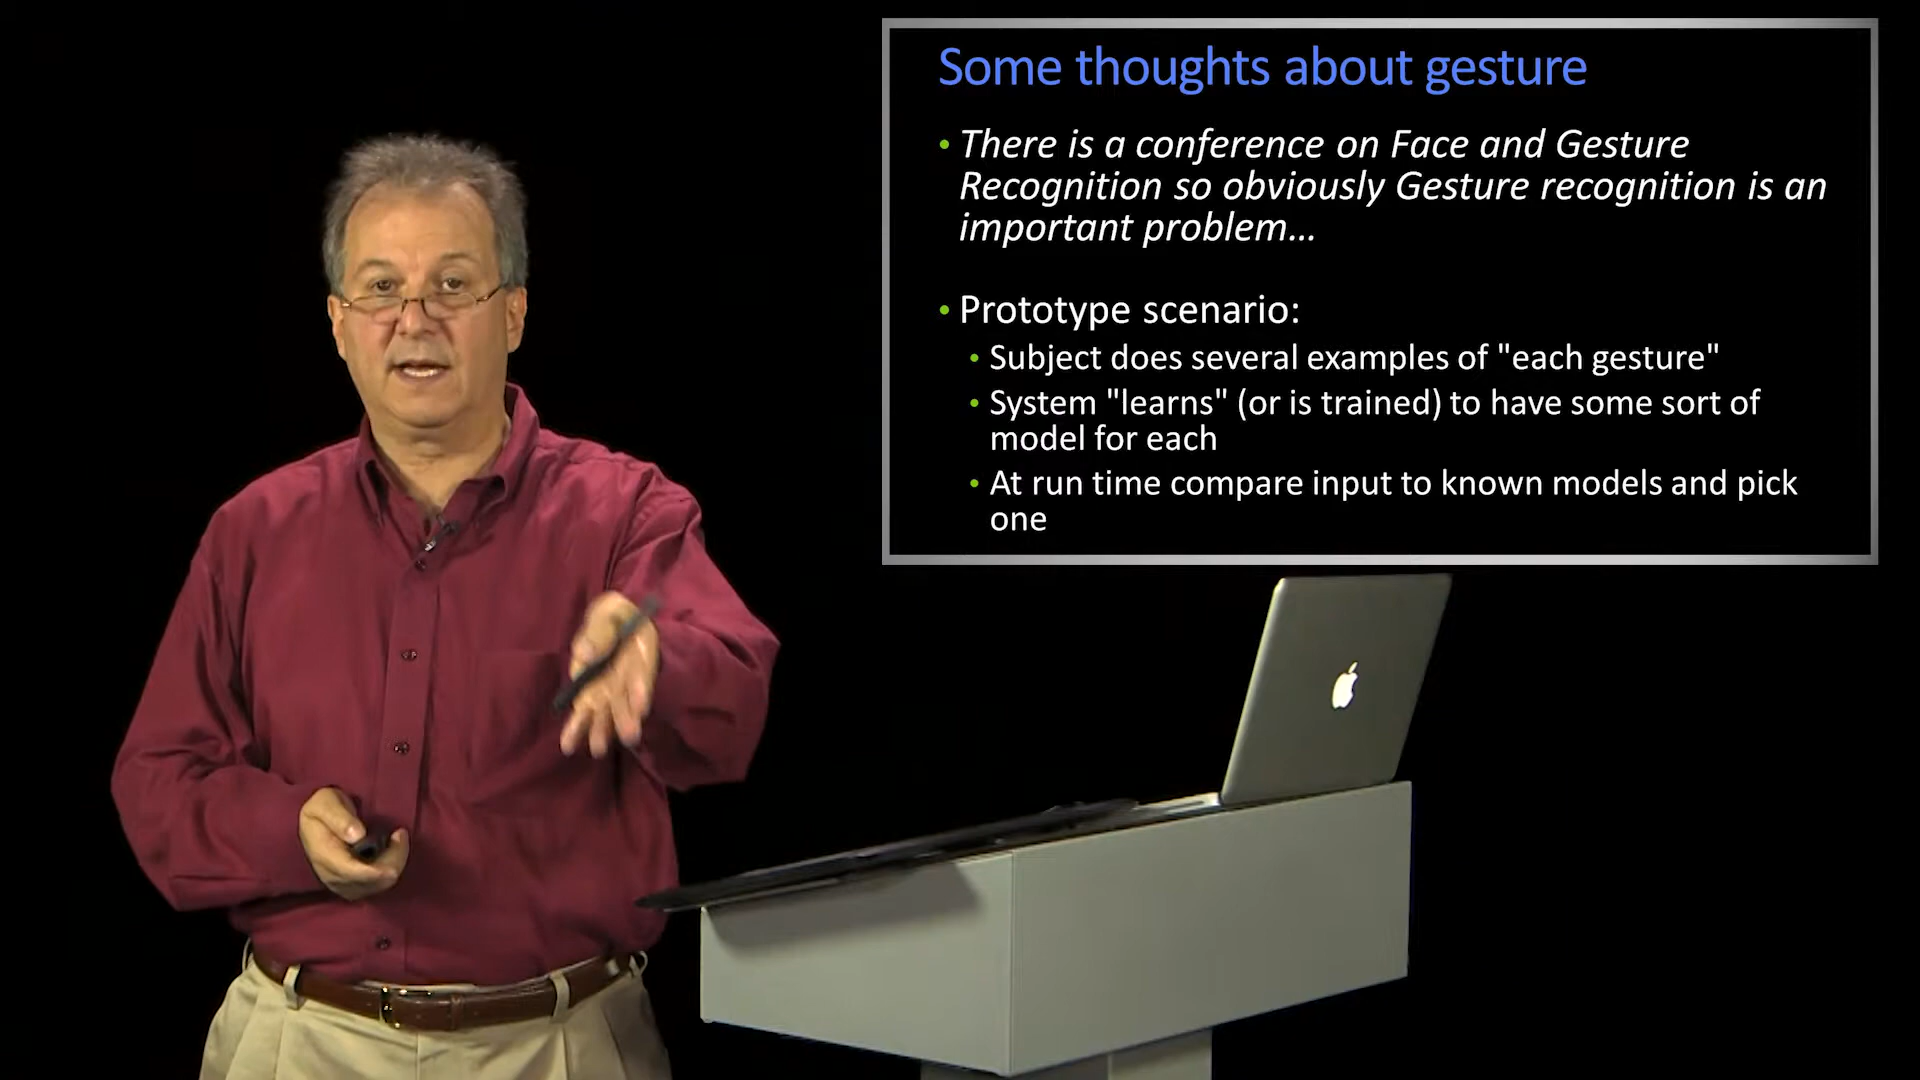 Some thoughts about gesture
• There is a conference on Face and Gesture
Recognition so obviously Gesture recognition is an
important problem...
• Prototype scenario:
• Subject does several examples of "each gesture"
• System "learns" (or is trained) to have some sort of
model for each
• At run time compare input to known models and pick
one